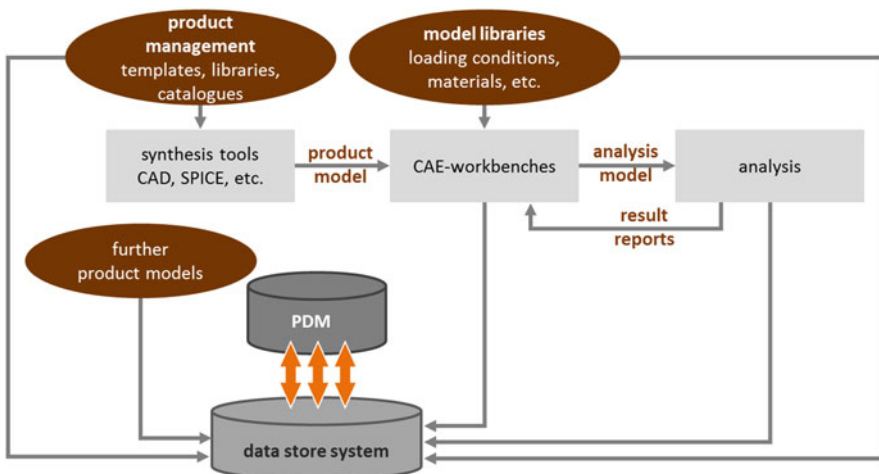 product
management
templates, libraries,
catalogues
model libraries
loading conditions,
materials, etc.
synthesis tools
CAD, SPICE, etc.
product
model
CAE-workbenches
analysis
model
analysis
result
reports
further
product models
PDM
data store system